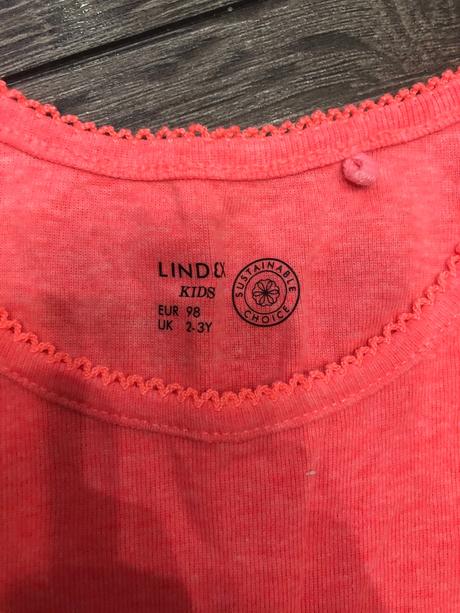 LINDEX
KIDS
EUR 98
UK 2-3Y
SUSTAINABLE
CHOICE